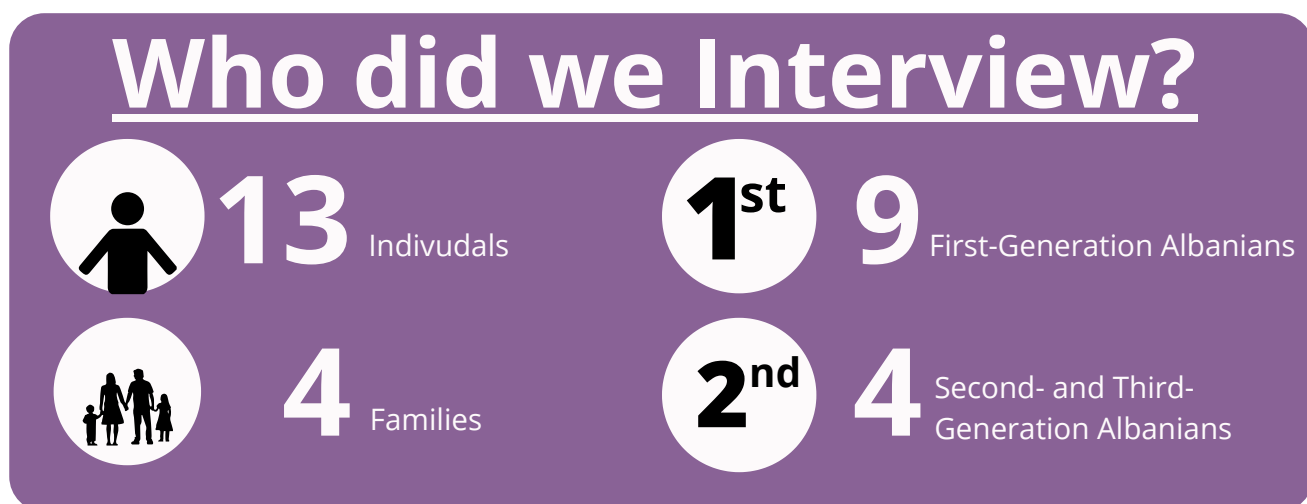 Who did we Interview?
13 Indivudals
1st 9 First-Generation Albanians
4 Families
2nd 4 Second- and Third-
Generation Albanians